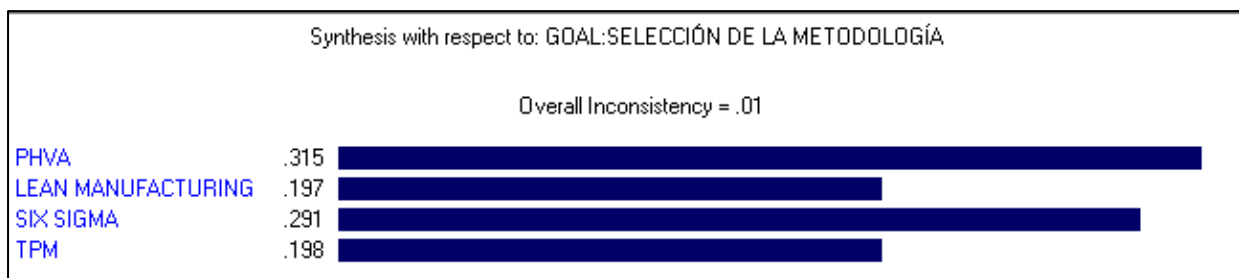 Synthesis with respect to: GOAL:SELECCIÓN DE LA METODOLOGÍA
Overall Inconsistency = .01
PHVA .315
LEAN MANUFACTURING .197
SIX SIGMA .291
TPM .198